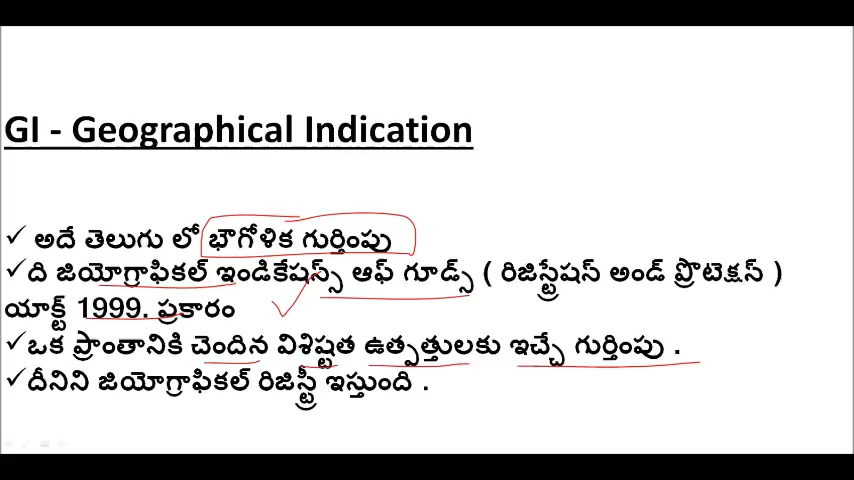 GI - Geographical Indication
✓ అదే తెలుగు లో భౌగోళిక గుర్తింపు
✓ ది జియోగ్రాఫికల్ ఇండికేషన్స్ ఆఫ్ గూడ్స్ ( రిజిస్ట్రేషన్ అండ్ ప్రొటెక్షన్ )
యాక్ట్ 1999. ప్రకారం
✓ ఒక ప్రాంతానికి చెందిన విశిష్టత ఉత్పత్తులకు ఇచ్చే గుర్తింపు .
✓ దీనిని జియోగ్రాఫికల్ రిజిస్ట్రీ ఇస్తుంది .